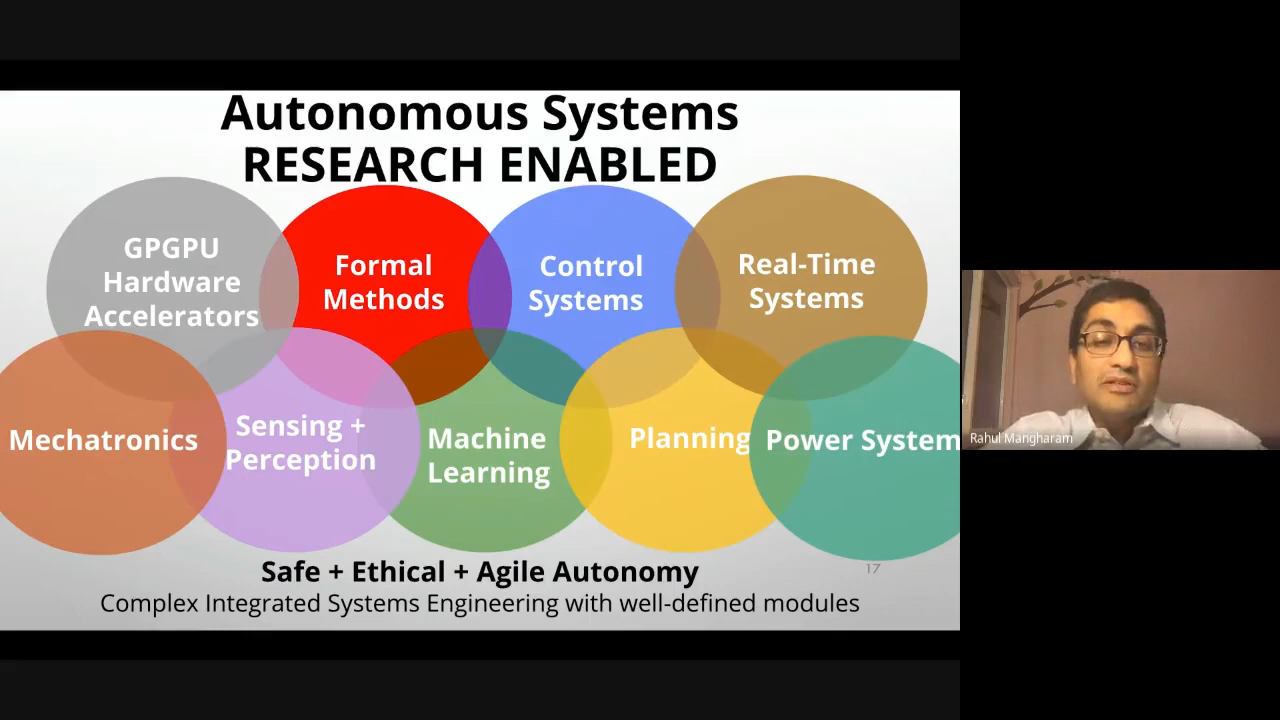 Autonomous Systems
RESEARCH ENABLED
GPGPU
Hardware
Accelerators
Formal
Methods
Control
Systems
Real-Time
Systems
Mechatronics
Sensing +
Perception
Machine
Learning
Planning
Power System
Safe + Ethical + Agile Autonomy
17
Complex Integrated Systems Engineering with well-defined modules
Rahul Mangharam